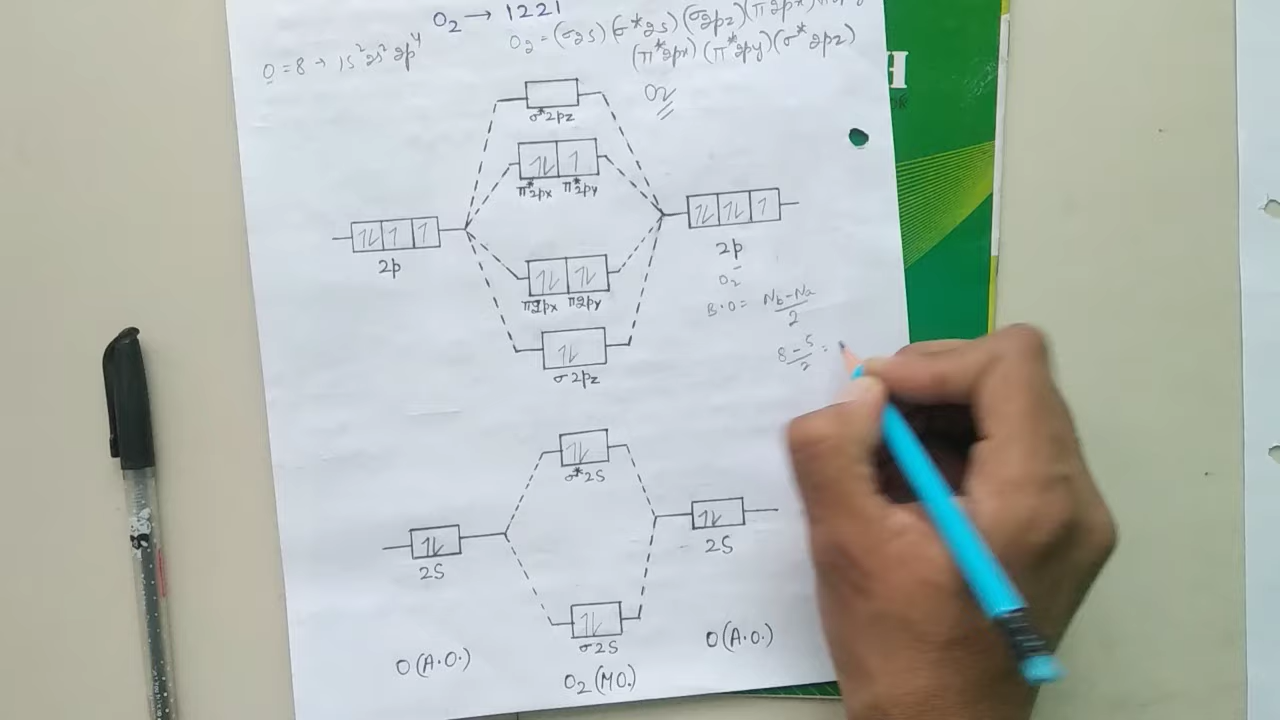 O₂ → 1221
O = 8 → 1s² 2s² 2p⁴
O₂ = (σ2s) (σ*2s) (σ2pz) (π2px)
(π*2px) (π*2py) (σ*2pz)
O₂
σ*2pz
π*2px π*2py
2p
2p
O₂⁻
B.O = Nb-Na/2
π2px π2py
8-5/2 =
σ2pz
σ*2s
2s
2s
σ2s
O(A.O.)
O(A.O.)
O₂(MO.)
H